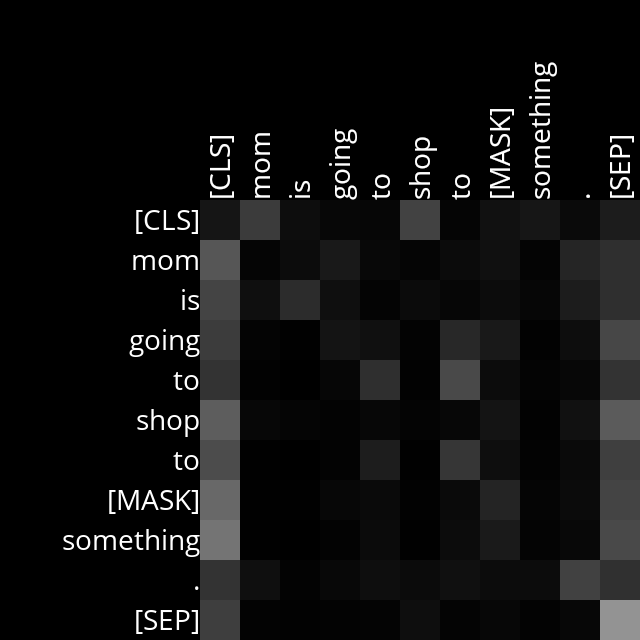 [CLS] mom is going to shop to [MASK] something . [SEP]
[CLS]
mom
is
going
to
shop
to
[MASK]
something
.
[SEP]